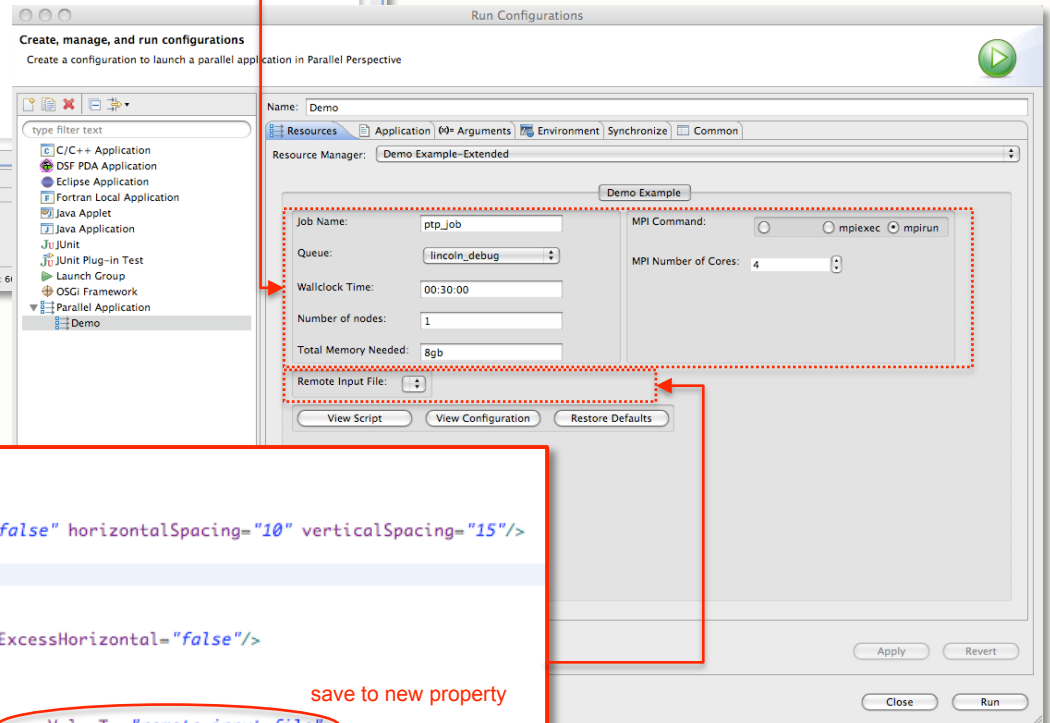 Run Configurations
Create, manage, and run configurations
Create a configuration to launch a parallel application in Parallel Perspective
type filter text
C/C++ Application
DSF PDA Application
Eclipse Application
Fortran Local Application
Java Applet
Java Application
JUnit
JUnit Plug-in Test
Launch Group
OSGi Framework
Parallel Application
Demo
Name: Demo
Resources Application (x)= Arguments Environment Synchronize Common
Resource Manager: Demo Example-Extended
Demo Example
Job Name: ptp_job
Queue: lincoln_debug
Wallclock Time: 00:30:00
Number of nodes: 1
Total Memory Needed: 8gb
MPI Command: mpiexec mpirun
MPI Number of Cores: 4
Remote Input File:
View Script View Configuration Restore Defaults
false" horizontalSpacing="10" verticalSpacing="15"/>
ExcessHorizontal="false"/>
save to new property
Apply Revert
Close Run